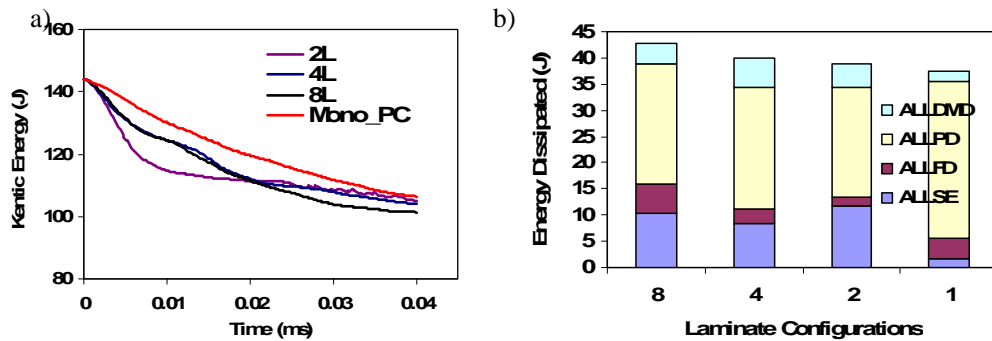 a)
160
140
120
100
80
Kentic Energy (J)
0
0.01
0.02
0.03
0.04
Time (ms)
2L
4L
8L
Mono_PC
b)
45
40
35
30
25
20
15
10
5
0
Energy Dissipated (J)
8
4
2
1
Laminate Configurations
ALLDMD
ALLPD
ALLFD
ALLSE